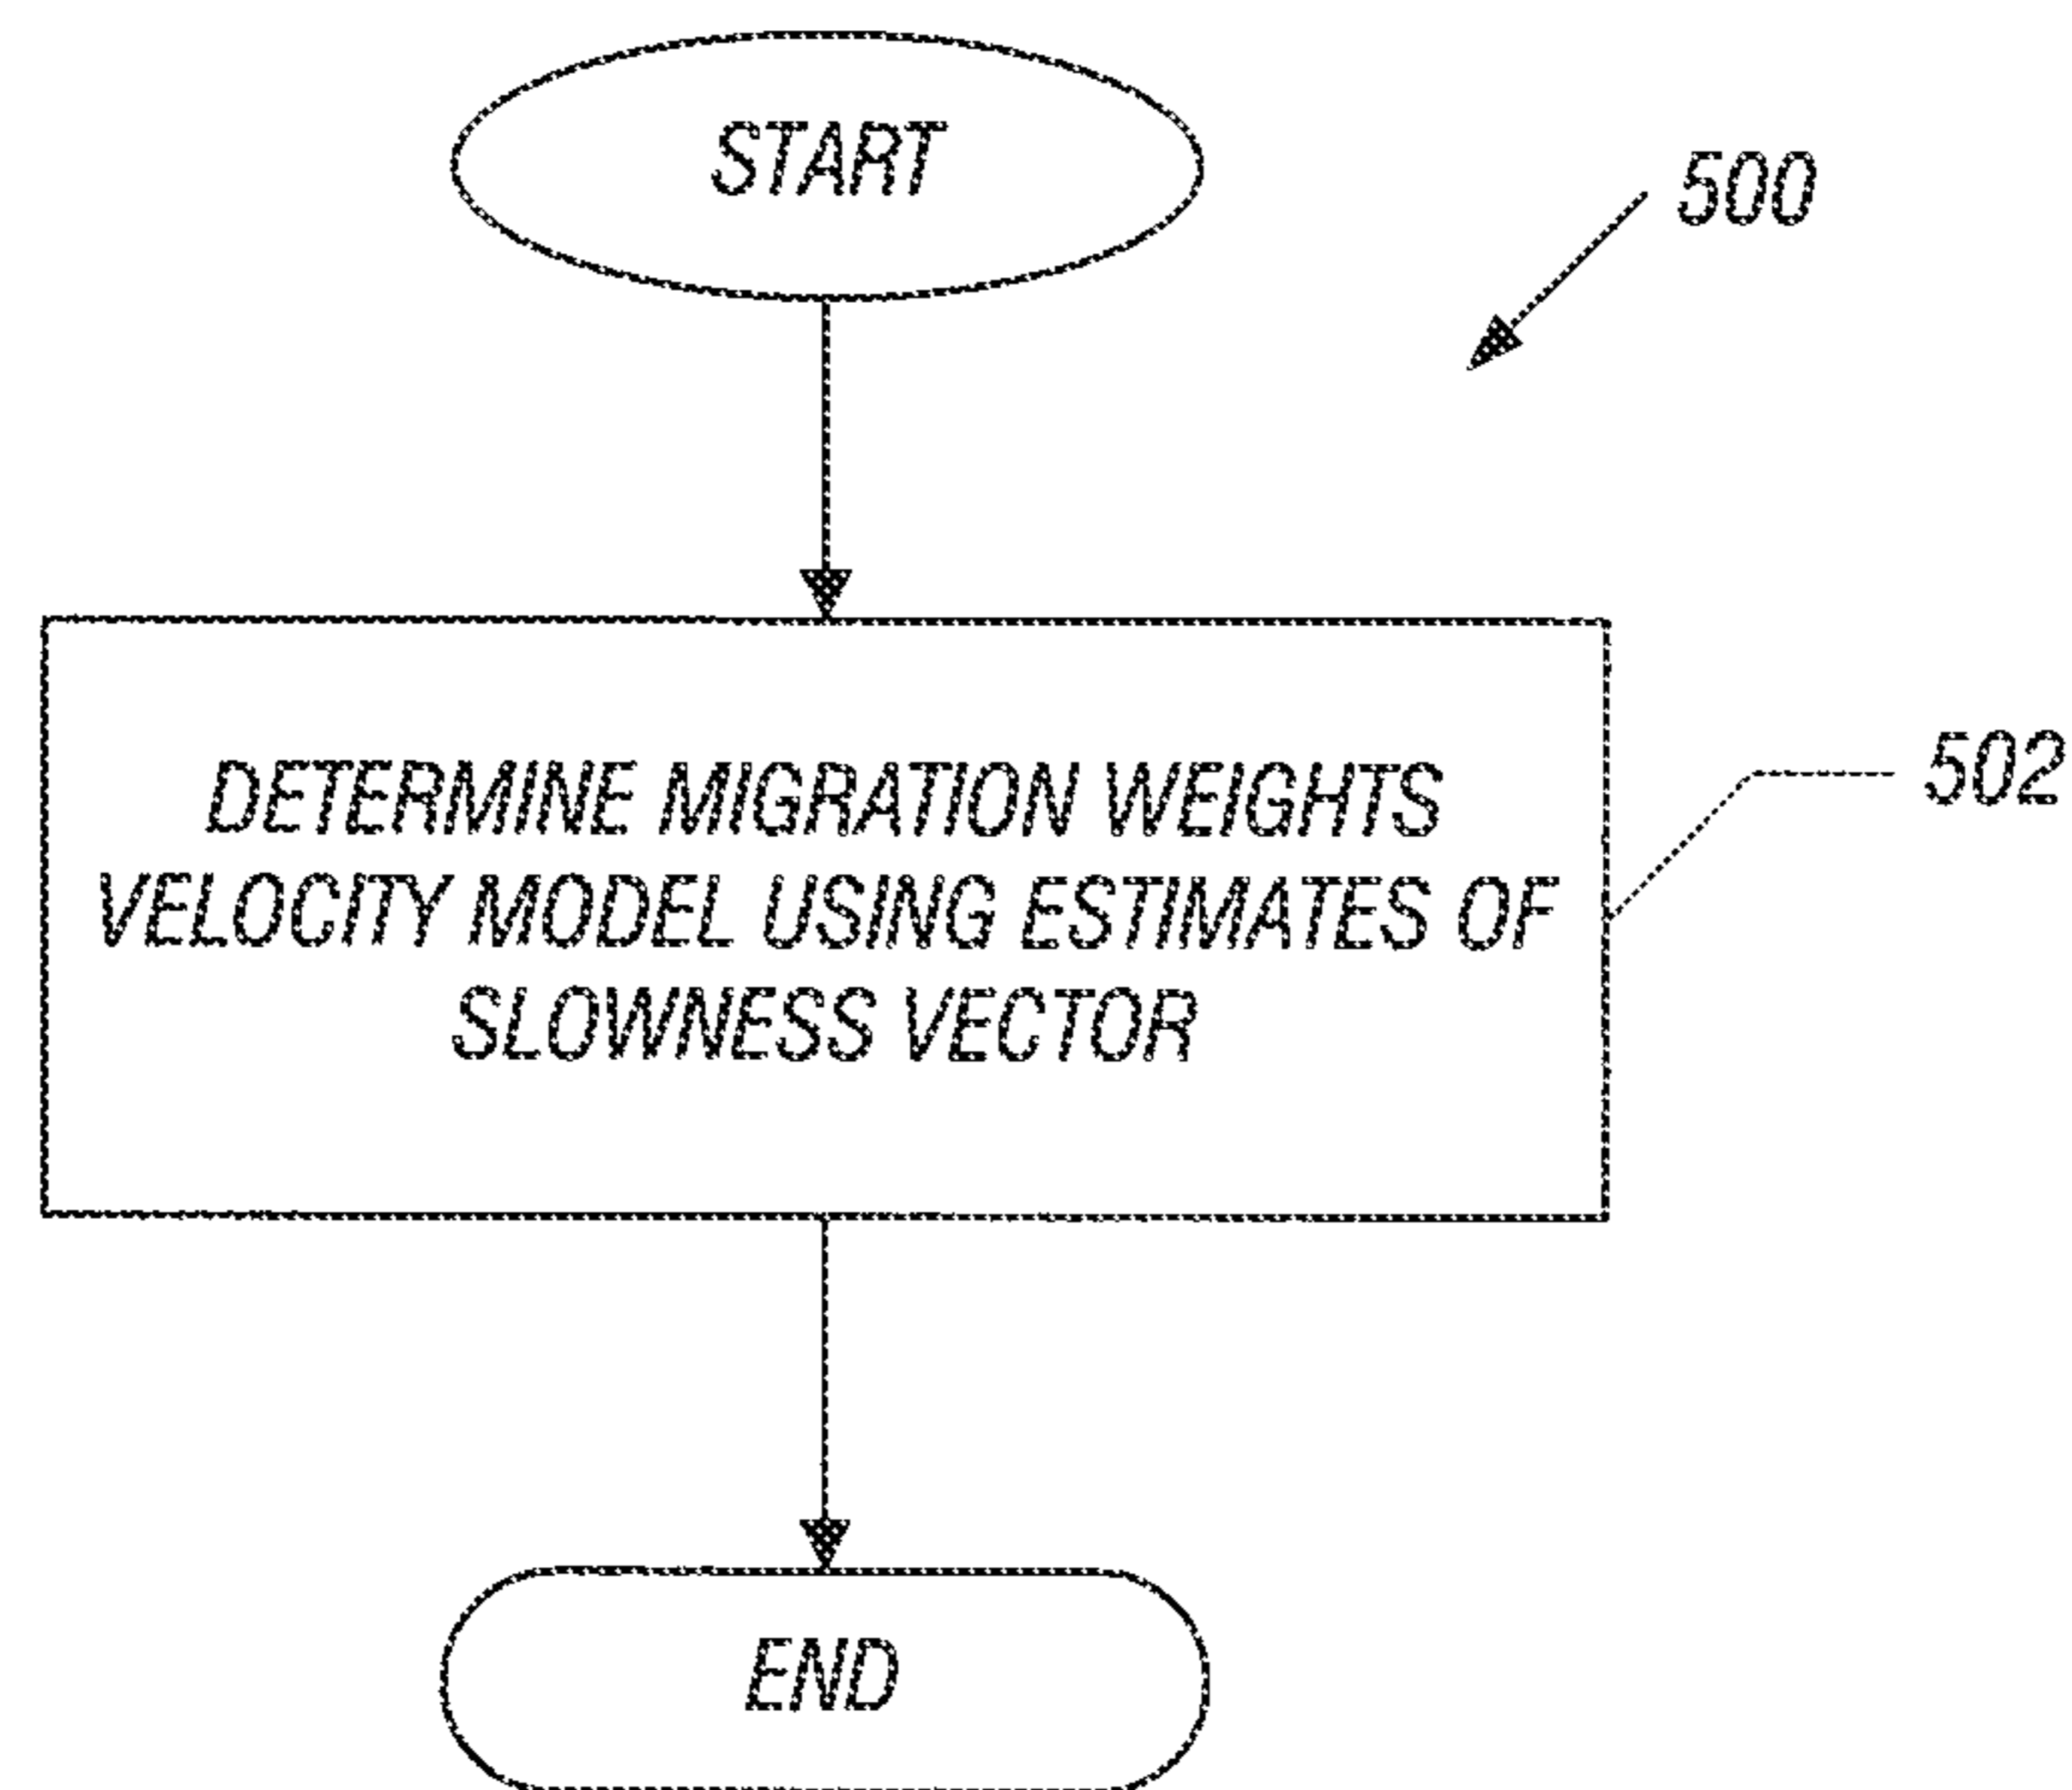 START
500
DETERMINE MIGRATION WEIGHTS
VELOCITY MODEL USING ESTIMATES OF
SLOWNESS VECTOR
502
END